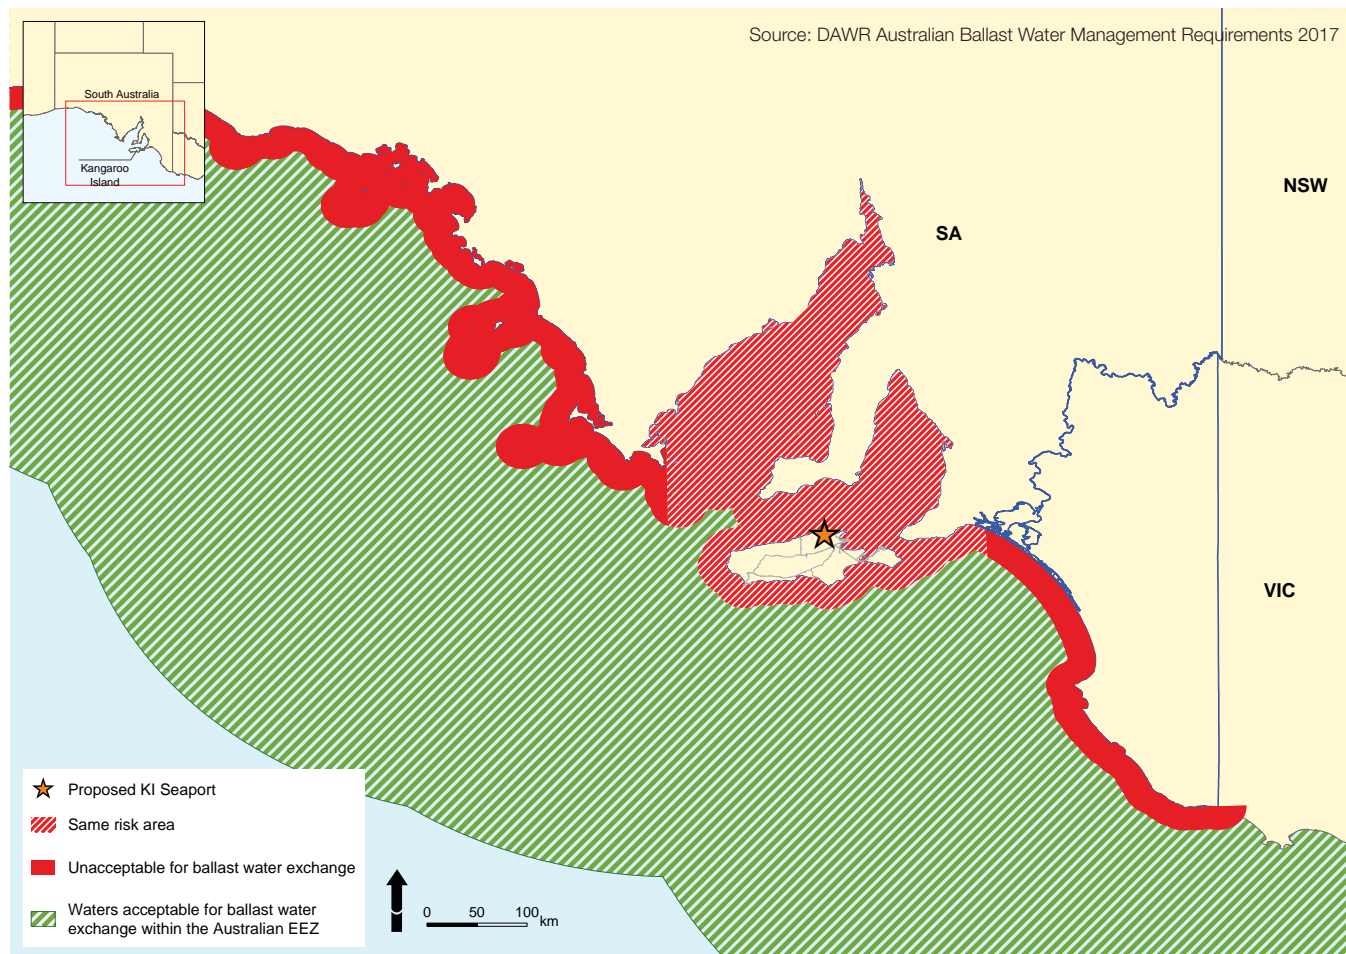 Source: DAWR Australian Ballast Water Management Requirements 2017
South Australia
Kangaroo
Island
NSW
SA
VIC
Proposed KI Seaport
Same risk area
Unacceptable for ballast water exchange
Waters acceptable for ballast water
exchange within the Australian EEZ
0 50 100
km